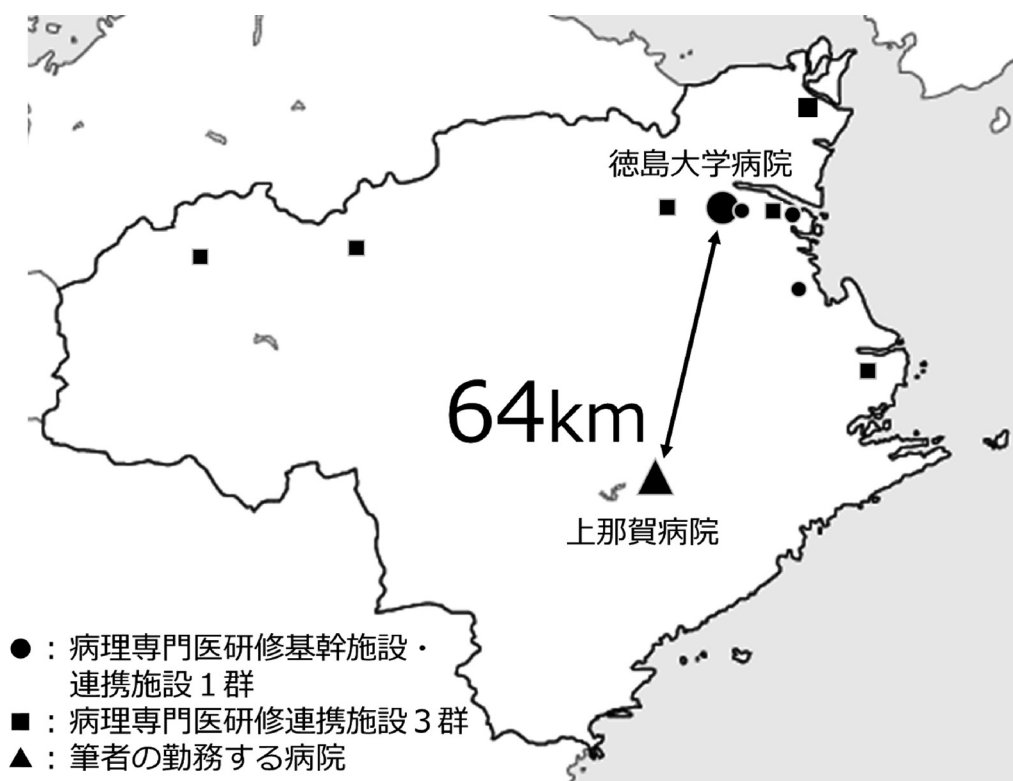 徳島大学病院
64km
上那賀病院
● : 病理専門医研修基幹施設・
連携施設1群
■ : 病理専門医研修連携施設3群
▲ : 筆者の勤務する病院